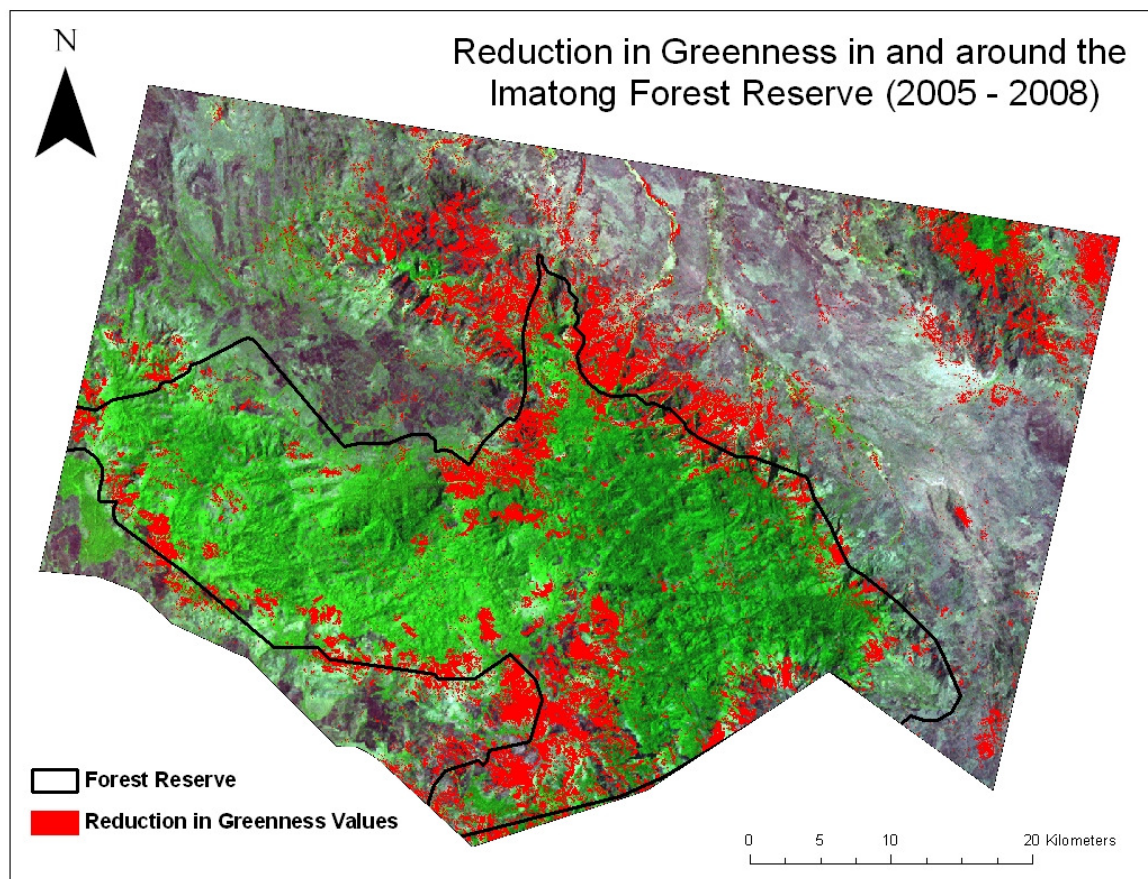 N
Reduction in Greenness in and around the
Imatong Forest Reserve (2005 - 2008)
Forest Reserve
Reduction in Greenness Values
0 5 10 20 Kilometers